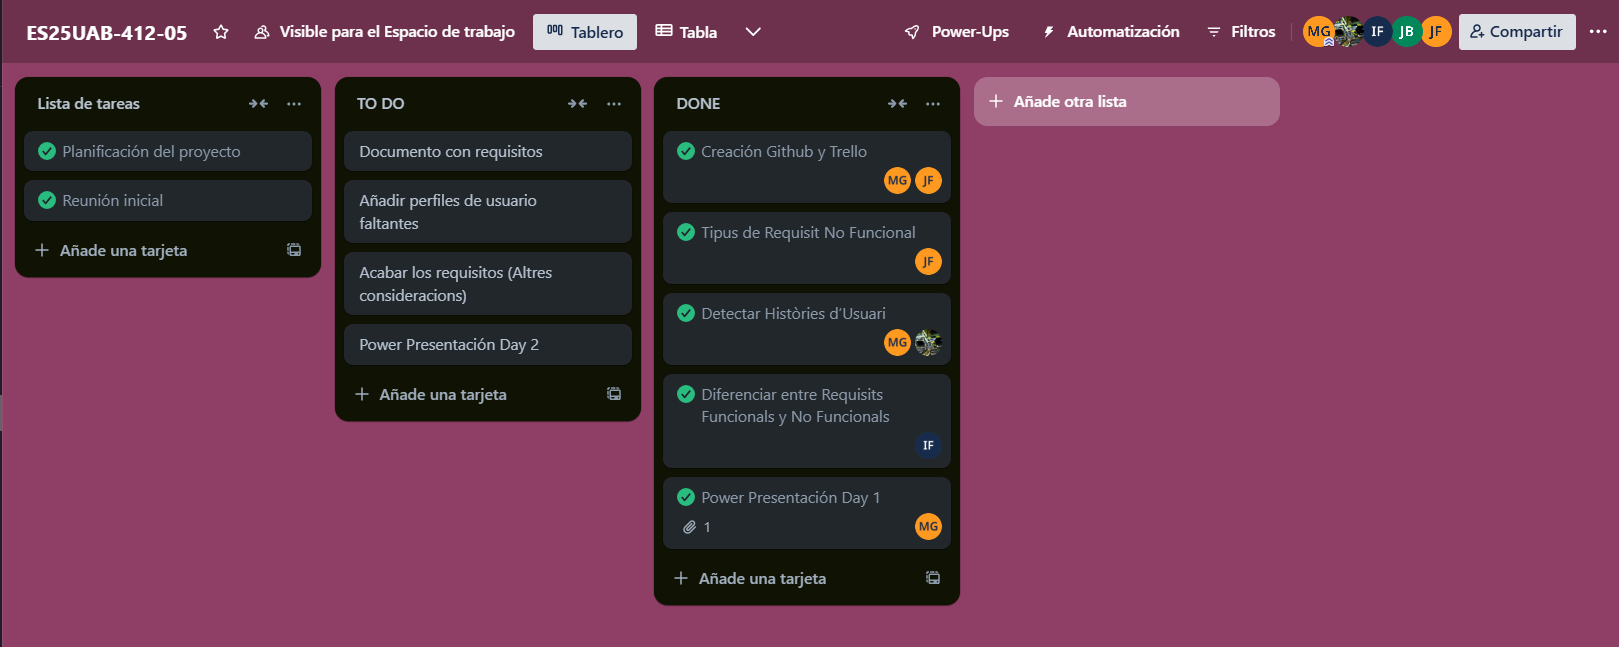 ES25UAB-412-05
Visible para el Espacio de trabajo
Tablero
Tabla
Power-Ups
Automatización
Filtros
MG
IF
JB
JF
Compartir
Lista de tareas
Planificación del proyecto
Reunión inicial
Añade una tarjeta
TO DO
Documento con requisitos
Añadir perfiles de usuario
faltantes
Acabar los requisitos (Altres
consideracions)
Power Presentación Day 2
Añade una tarjeta
DONE
Creación Github y Trello
MG
JF
Tipus de Requisit No Funcional
JF
Detectar Històries d'Usuari
MG
Diferenciar entre Requisits
Funcionals y No Funcionals
IF
Power Presentación Day 1
1
MG
Añade una tarjeta
Añade otra lista